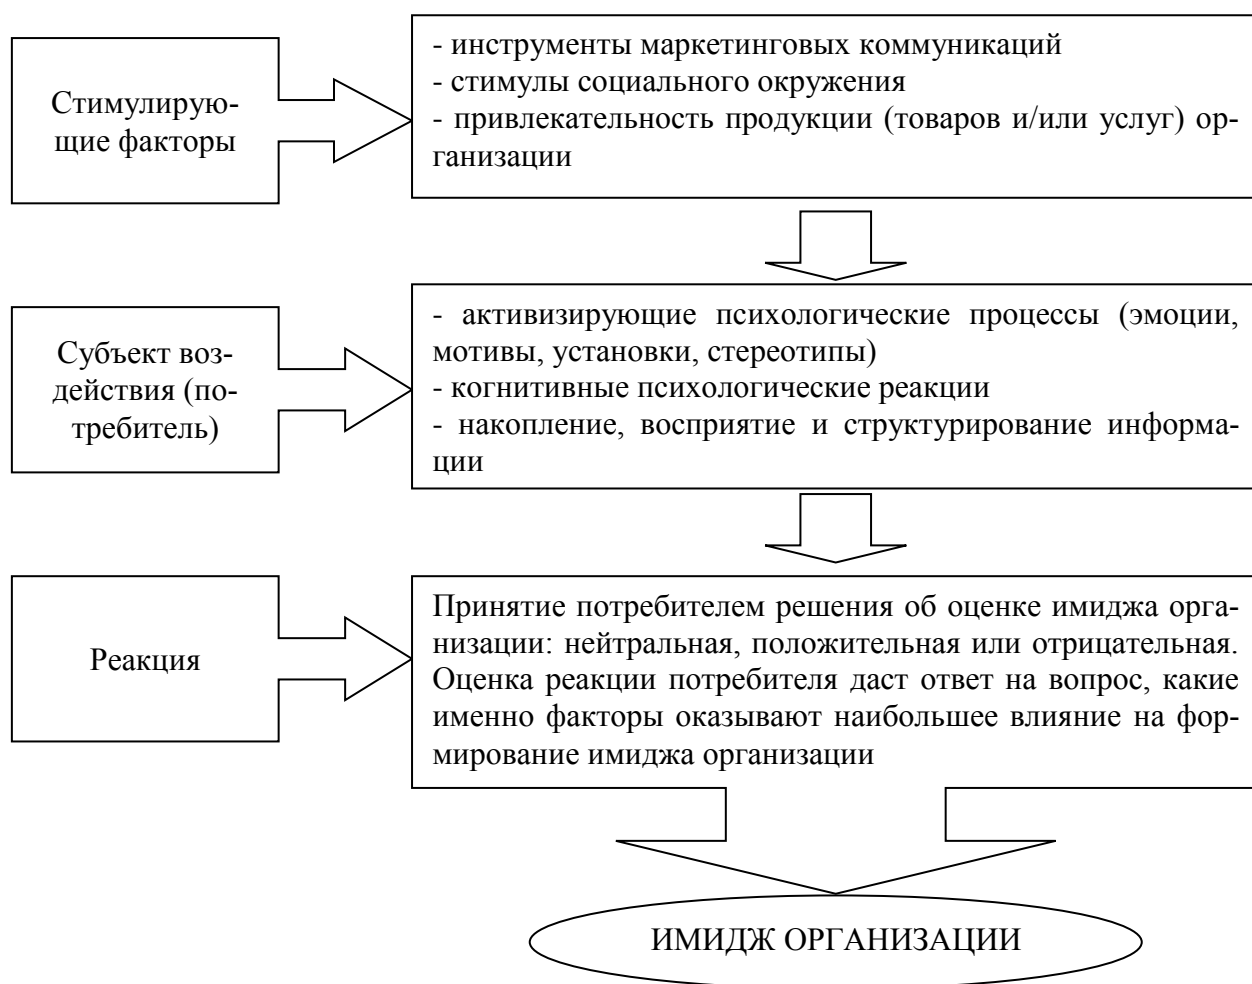 Стимулирую-
щие факторы
- инструменты маркетинговых коммуникаций
- стимулы социального окружения
- привлекательность продукции (товаров и/или услуг) ор-
ганизации
Субъект воз-
действия (по-
требитель)
- активизирующие психологические процессы (эмоции,
мотивы, установки, стереотипы)
- когнитивные психологические реакции
- накопление, восприятие и структурирование информа-
ции
Реакция
Принятие потребителем решения об оценке имиджа орга-
низации: нейтральная, положительная или отрицательная.
Оценка реакции потребителя даст ответ на вопрос, какие
именно факторы оказывают наибольшее влияние на фор-
мирование имиджа организации
ИМИДЖ ОРГАНИЗАЦИИ